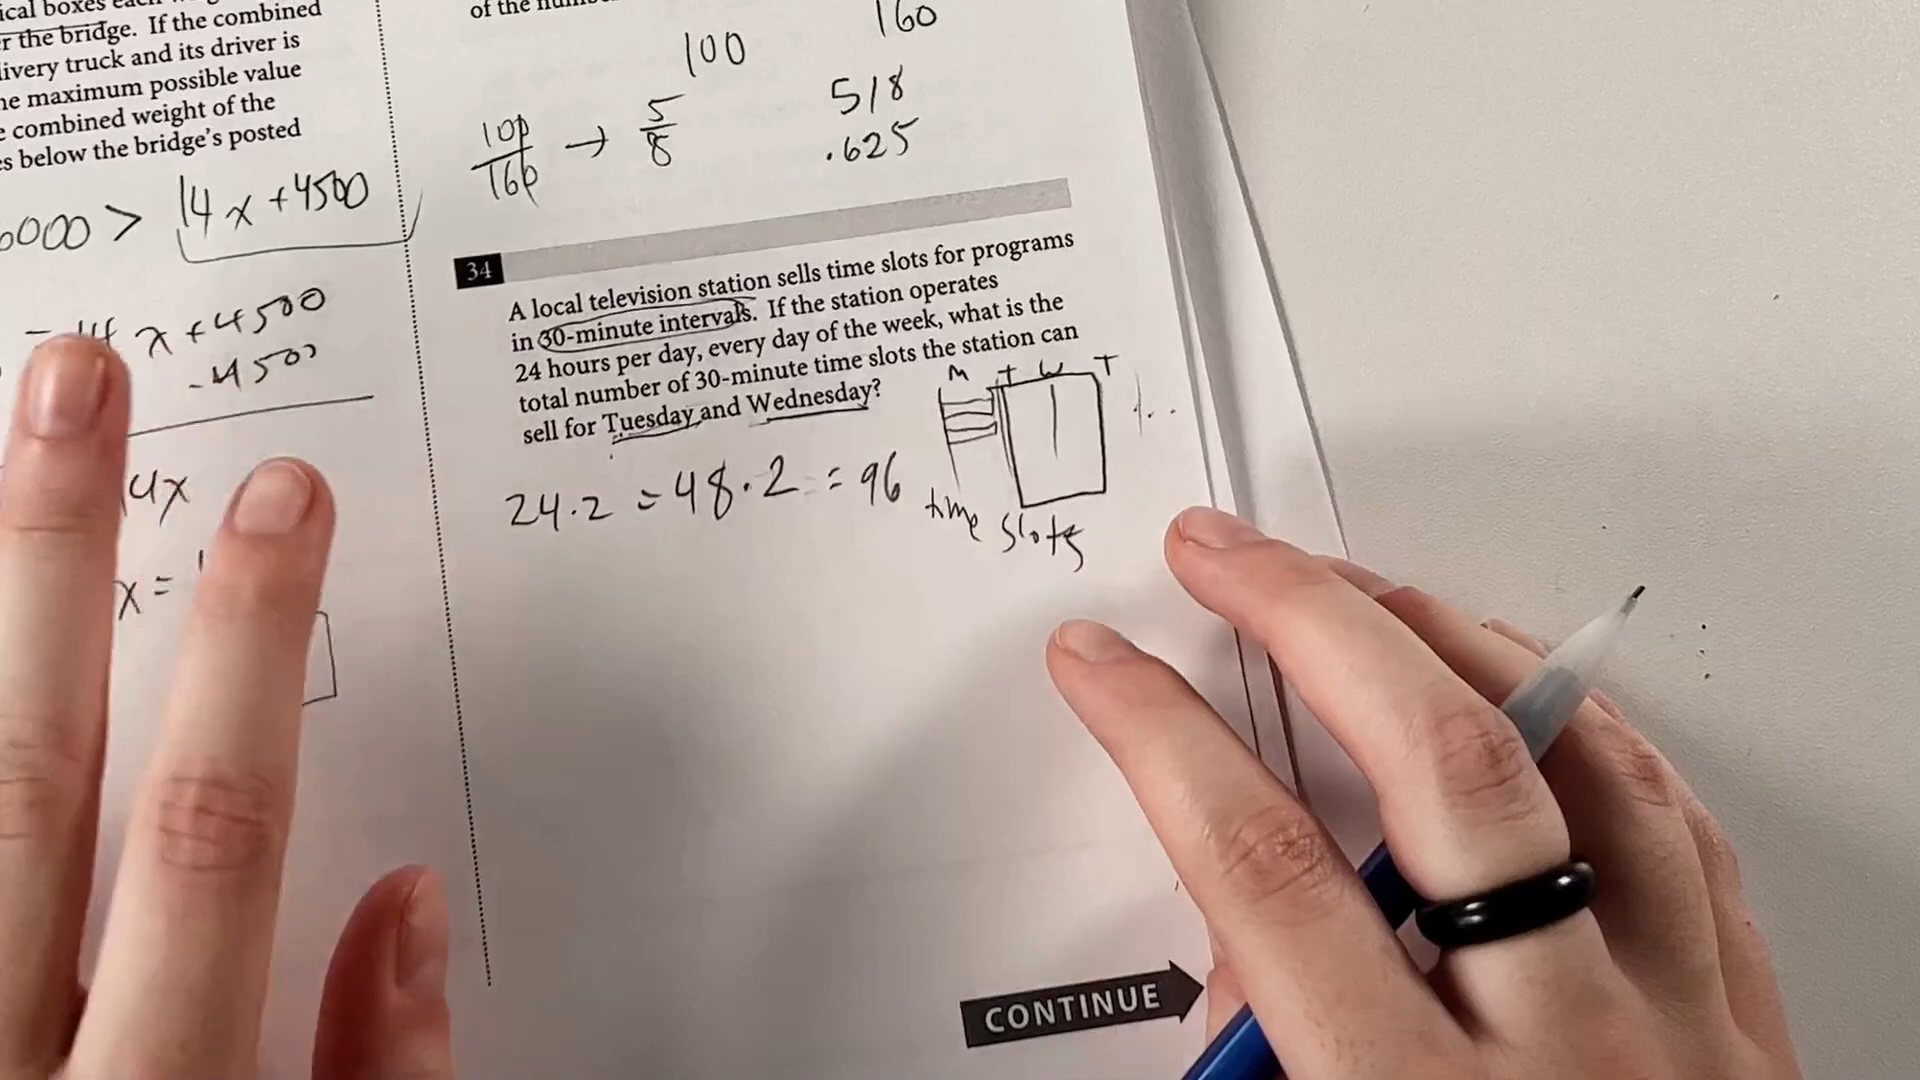 ical boxes each
r the bridge. If the combined
livery truck and its driver is
he maximum possible value
e combined weight of the
es below the bridge's posted
0000 > 14x + 4500
x + 4500
- 4500
14x
x =
of the
100
160
10p/16p → 5/8
5/8
.625
34
A local television station sells time slots for programs
in 30-minute intervals. If the station operates
24 hours per day, every day of the week, what is the
total number of 30-minute time slots the station can
sell for Tuesday and Wednesday?
M T W T
24.2 = 48.2 = 96
time slots
CONTINUE